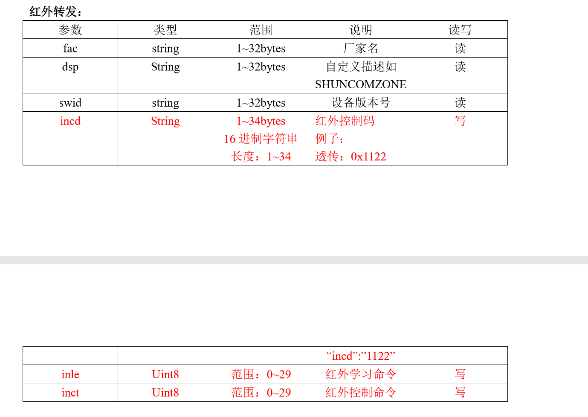 红外转发：
参数 类型 范围 说明 读写
fac string 1~32bytes 厂家名 读
dsp String 1~32bytes 自定义描述如 读
SHUNCOMZONE
swid string 1~32bytes 设备版本号 读
incd String 1~34bytes 红外控制码 写
16 进制字符串 例子：
长度：1~34 透传：0x1122
“incd”:”1122”
inle Uint8 范围：0~29 红外学习命令 写
inct Uint8 范围：0~29 红外控制命令 写